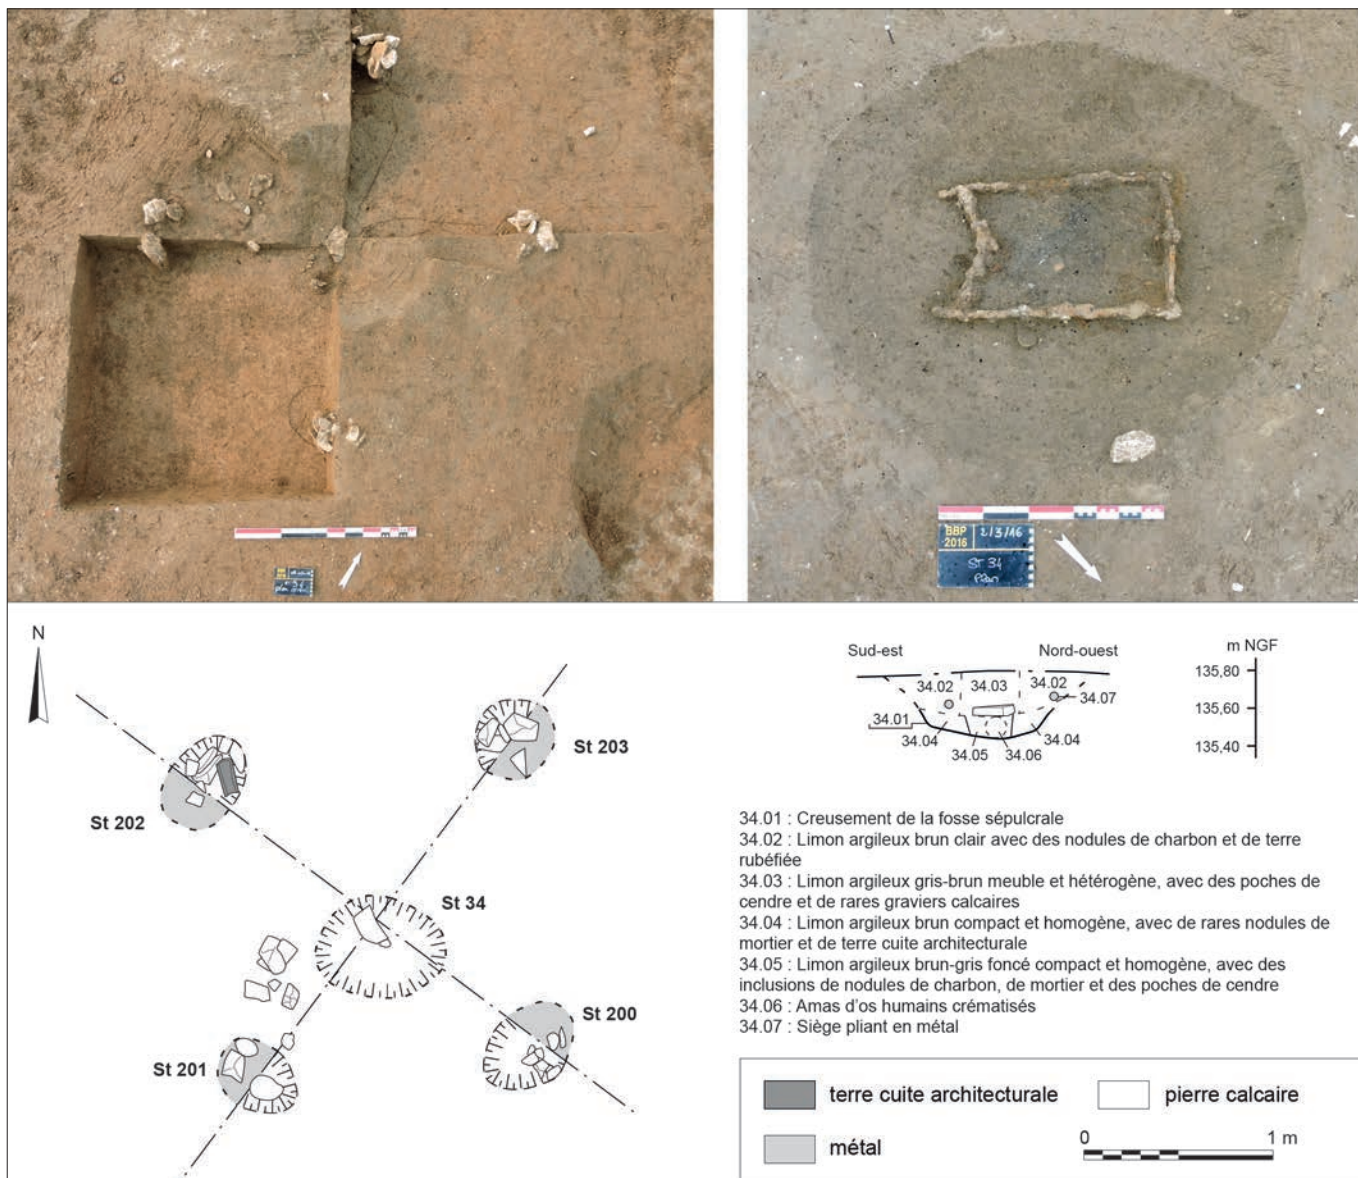 BBP 2/3/16
2016
ST 34
Plan
N
St 203
St 202
St 34
St 200
St 201
Sud-est Nord-ouest m NGF
135,80
34.02 34.03 34.02
34.07
135,60
34.01
34.04 34.05 34.06 34.04
135,40
34.01 : Creusement de la fosse sépulcrale
34.02 : Limon argileux brun clair avec des nodules de charbon et de terre
rubéfiée
34.03 : Limon argileux gris-brun meuble et hétérogène, avec des poches de
cendre et de rares graviers calcaires
34.04 : Limon argileux brun compact et homogène, avec de rares nodules de
mortier et de terre cuite architecturale
34.05 : Limon argileux brun-gris foncé compact et homogène, avec des
inclusions de nodules de charbon, de mortier et des poches de cendre
34.06 : Amas d'os humains crématisés
34.07 : Siège pliant en métal
terre cuite architecturale pierre calcaire
métal
0 1 m